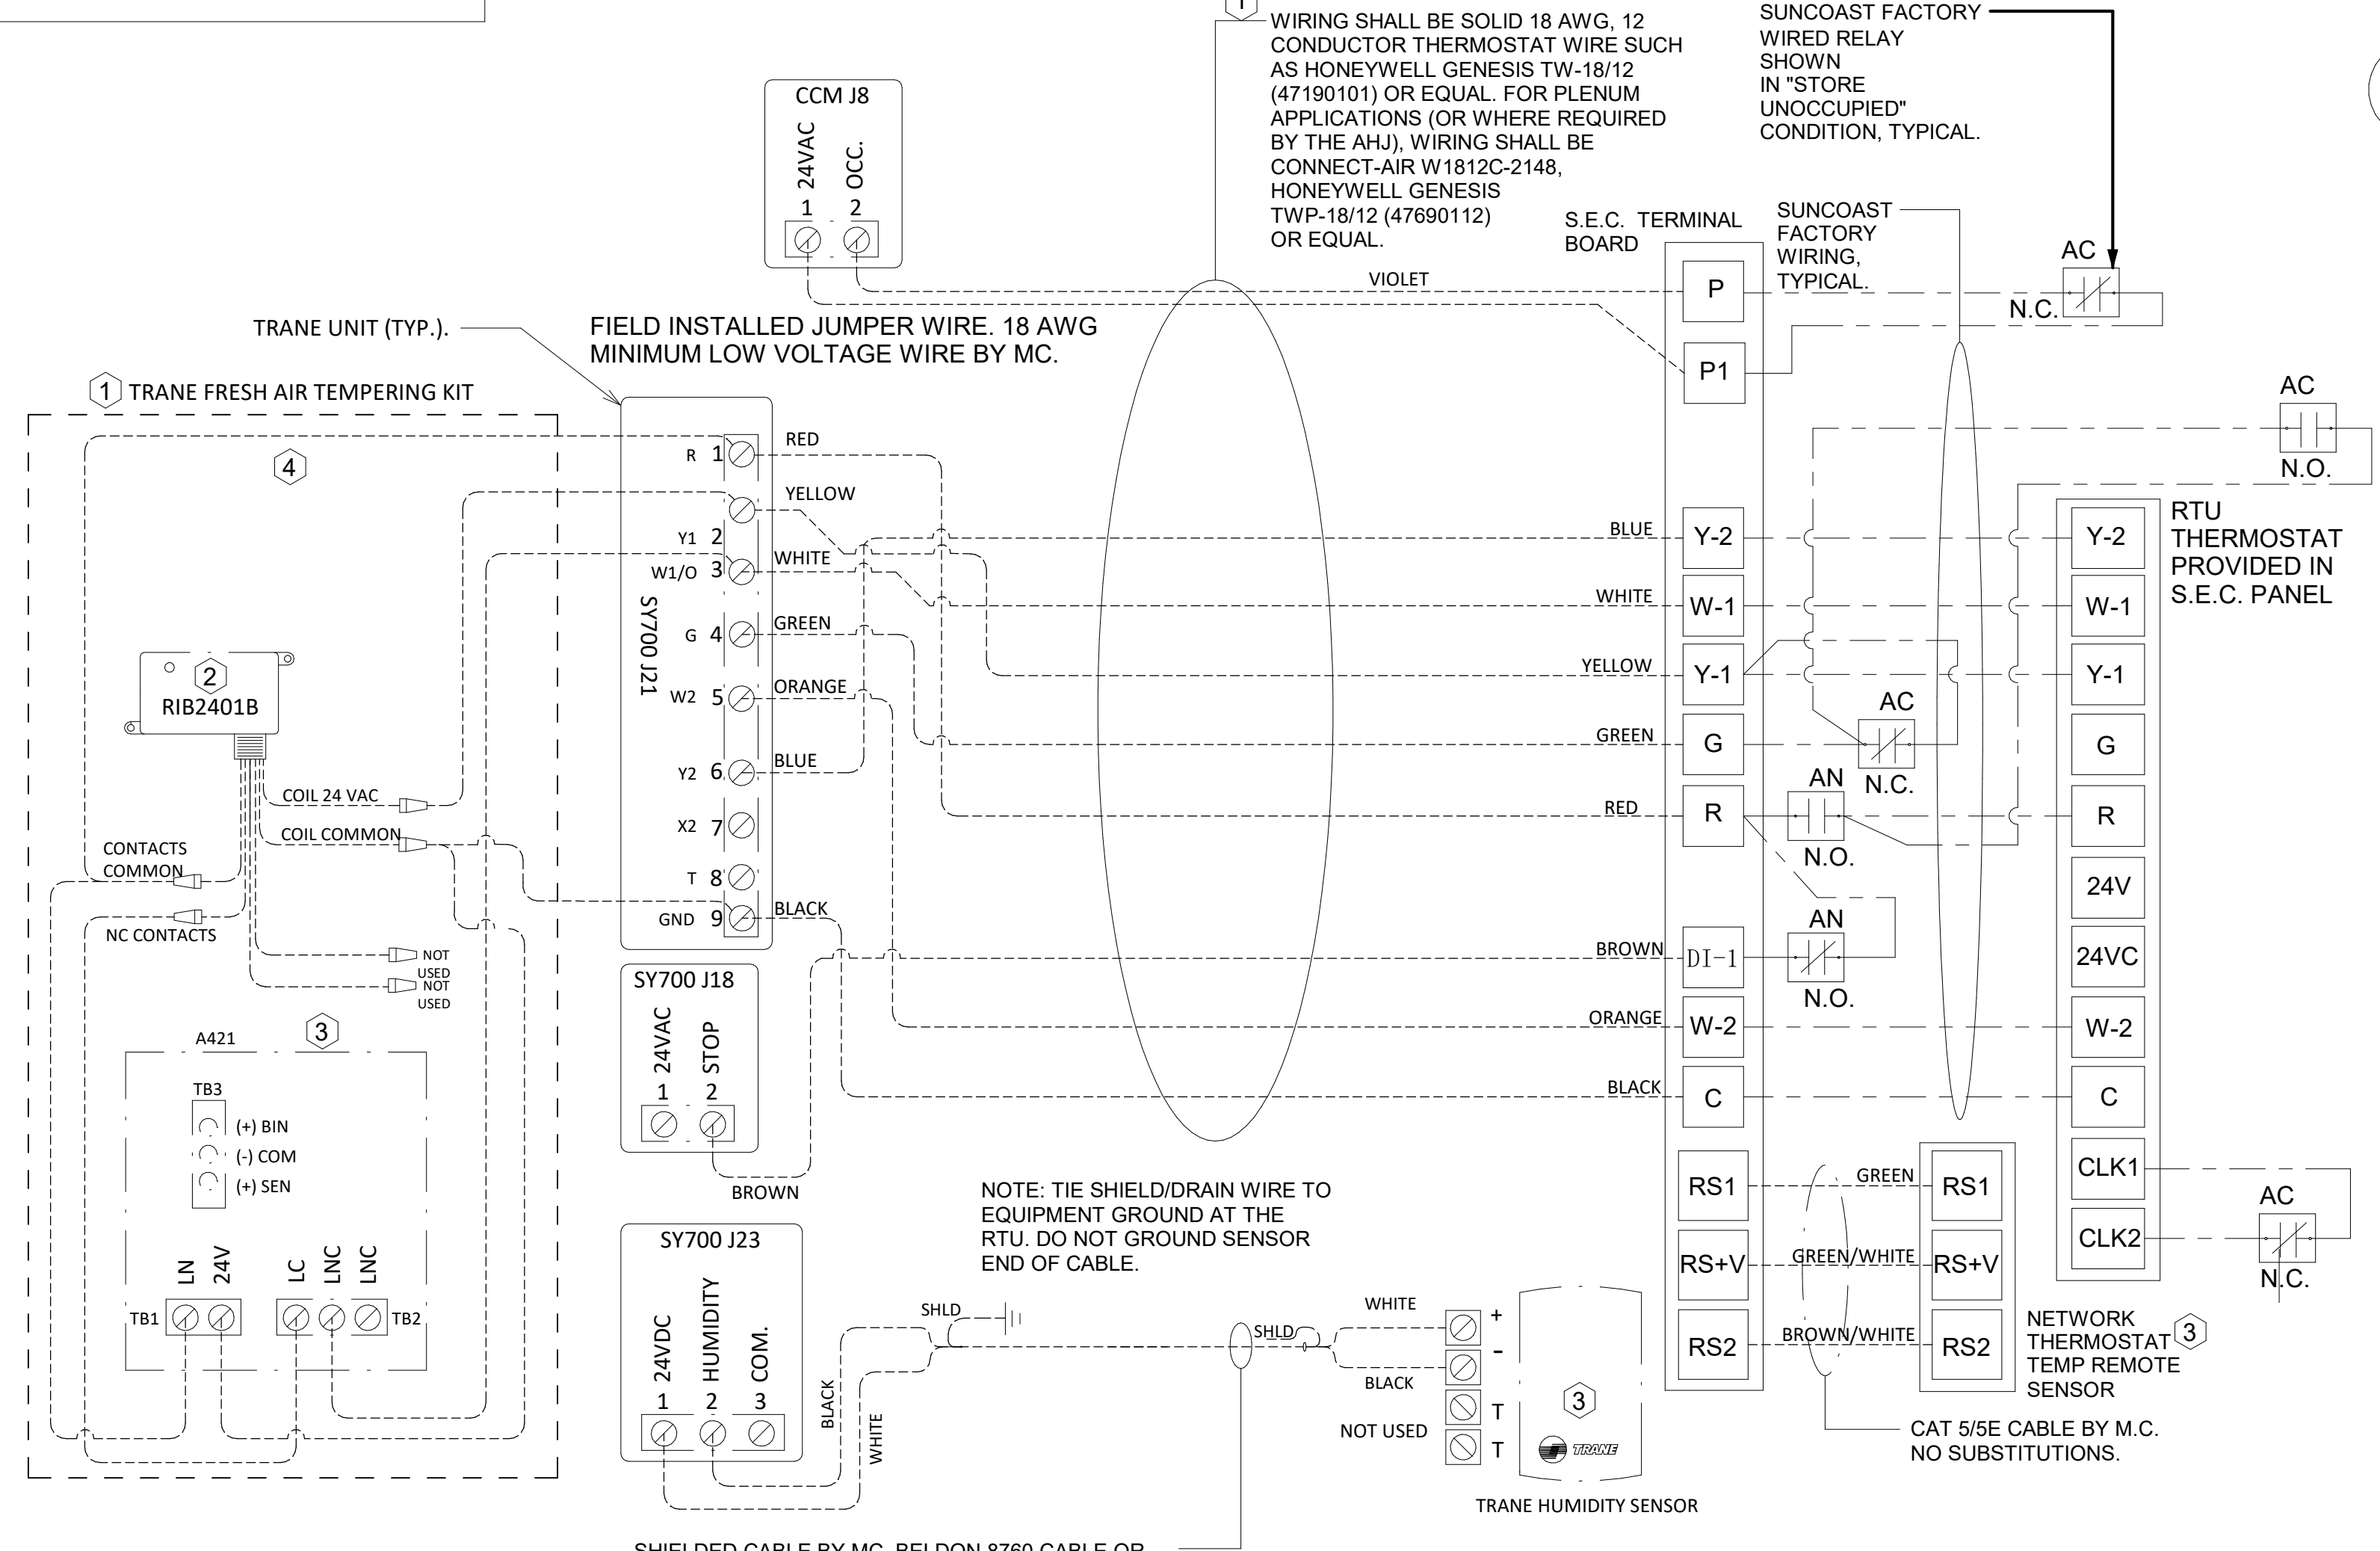 1
WIRING SHALL BE SOLID 18 AWG, 12
CONDUCTOR THERMOSTAT WIRE SUCH
AS HONEYWELL GENESIS TW-18/12
(47190101) OR EQUAL. FOR PLENUM
APPLICATIONS (OR WHERE REQUIRED
BY THE AHJ), WIRING SHALL BE
CONNECT-AIR W1812C-2148,
HONEYWELL GENESIS
TWP-18/12 (47690112)
OR EQUAL.
SUNCOAST FACTORY
WIRED RELAY
SHOWN
IN "STORE
UNOCCUPIED"
CONDITION, TYPICAL.
CCM J8
24VAC
OCC.
1 2
S.E.C. TERMINAL
BOARD
SUNCOAST
FACTORY
WIRING,
TYPICAL.
AC
N.C.
VIOLET
P
P1
TRANE UNIT (TYP.).
FIELD INSTALLED JUMPER WIRE. 18 AWG
MINIMUM LOW VOLTAGE WIRE BY MC.
1 TRANE FRESH AIR TEMPERING KIT
4
2
RIB2401B
COIL 24 VAC
COIL COMMON
CONTACTS
COMMON
NC CONTACTS
NOT
USED
NOT
USED
A421
3
TB3
(+) BIN
(-) COM
(+) SEN
LN
24V
LC
LNC
LNC
TB1
TB2
SY700 J21
R 1
Y1 2
W1/O 3
G 4
W2 5
Y2 6
X2 7
T 8
GND 9
RED
YELLOW
WHITE
GREEN
ORANGE
BLUE
BLACK
SY700 J18
24VAC
STOP
1 2
BROWN
SY700 J23
24VDC
HUMIDITY
COM.
1 2 3
BLACK
WHITE
NOTE: TIE SHIELD/DRAIN WIRE TO
EQUIPMENT GROUND AT THE
RTU. DO NOT GROUND SENSOR
END OF CABLE.
SHLD
SHLD
WHITE
BLACK
NOT USED
+
-
T
T
3
TRANE
TRANE HUMIDITY SENSOR
BLUE
WHITE
YELLOW
GREEN
RED
BROWN
ORANGE
BLACK
Y-2
W-1
Y-1
G
R
DI-1
W-2
C
RS1
RS+V
RS2
AC
N.O.
AC
N.C.
AN
N.O.
AN
N.O.
RTU
THERMOSTAT
PROVIDED IN
S.E.C. PANEL
Y-2
W-1
Y-1
G
R
24V
24VC
W-2
C
CLK1
CLK2
AC
N.C.
GREEN
GREEN/WHITE
BROWN/WHITE
RS1
RS+V
RS2
NETWORK
THERMOSTAT 3
TEMP REMOTE
SENSOR
CAT 5/5E CABLE BY M.C.
NO SUBSTITUTIONS.
SHIELDED CABLE BY MC. BELDON 8760 CABLE OR